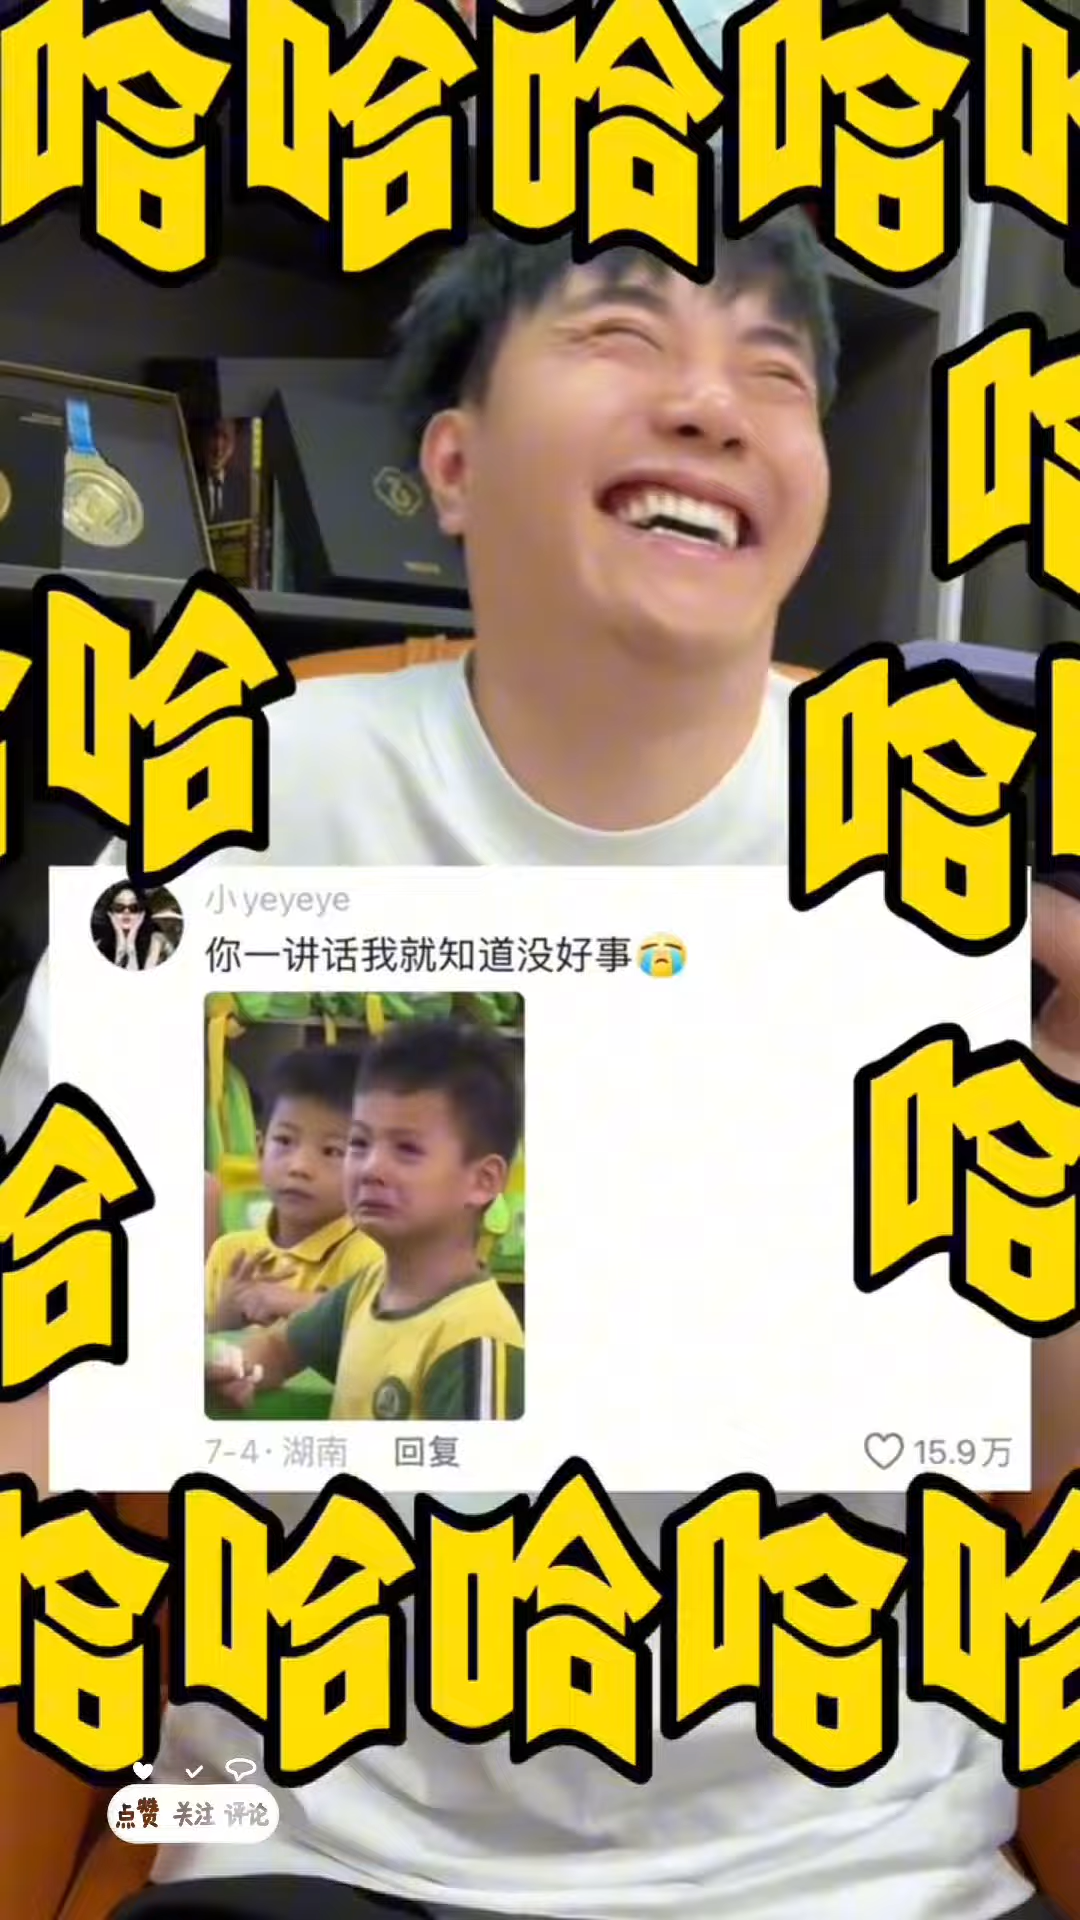 哈哈哈哈哈
哈
哈哈
哈哈
小yeyeye
你一讲话我就知道没好事😭
哈
哈
7-4·湖南 回复 15.9万
哈哈哈哈哈
点赞 关注 评论